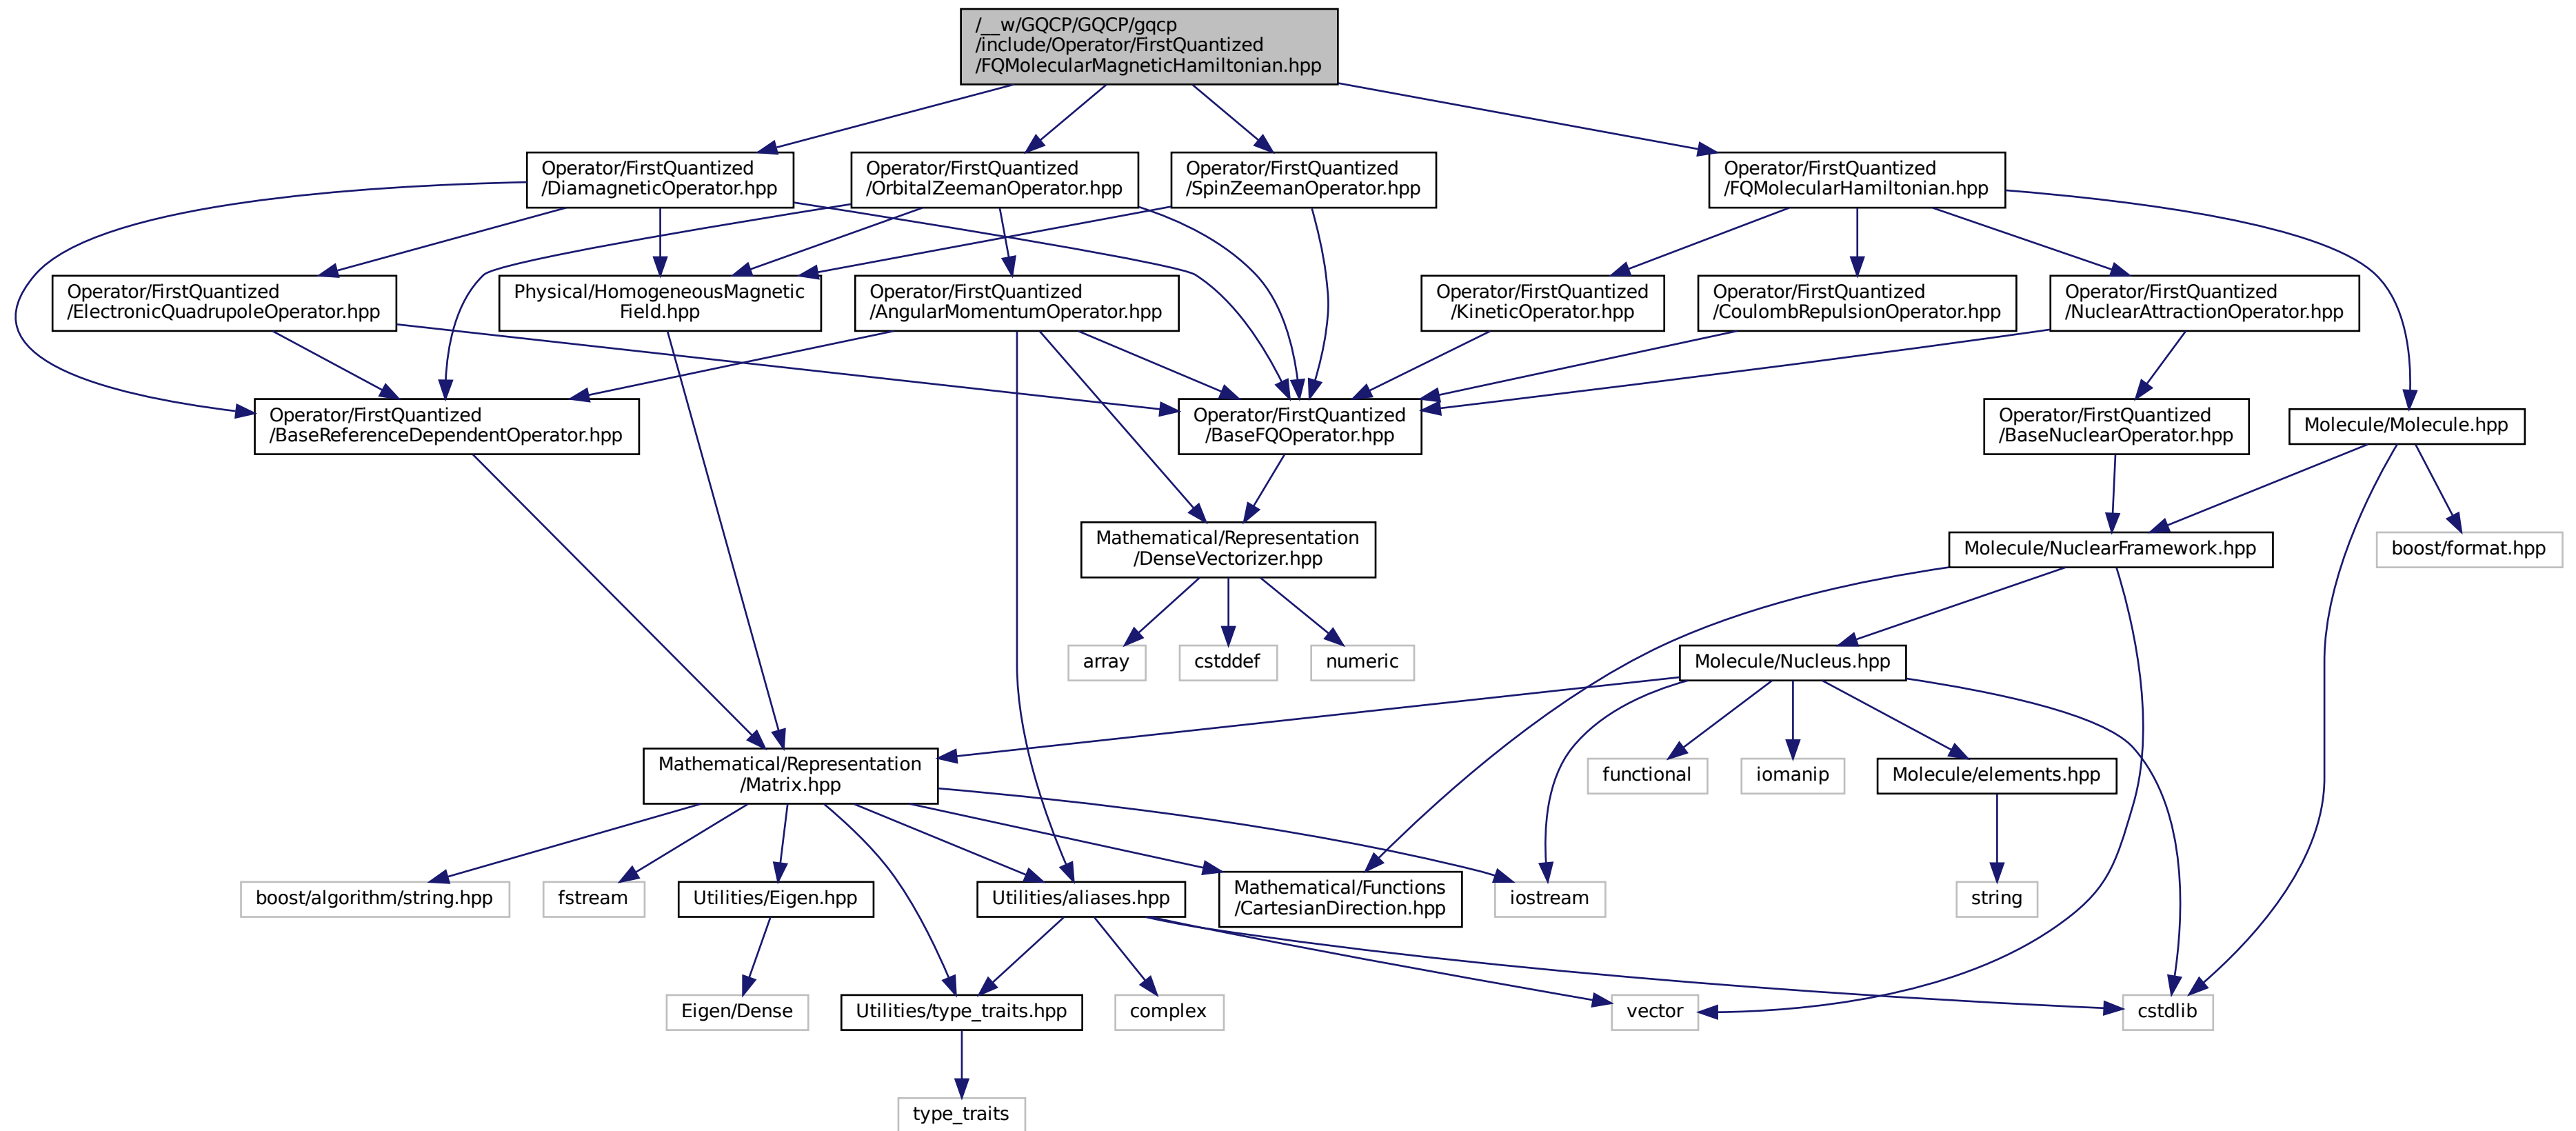 /__w/GQCP/GQCP/gqcp
/include/Operator/FirstQuantized
/FQMolecularMagneticHamiltonian.hpp
Operator/FirstQuantized
/DiamagneticOperator.hpp
Operator/FirstQuantized
/OrbitalZeemanOperator.hpp
Operator/FirstQuantized
/SpinZeemanOperator.hpp
Operator/FirstQuantized
/FQMolecularHamiltonian.hpp
Operator/FirstQuantized
/ElectronicQuadrupoleOperator.hpp
Physical/HomogeneousMagnetic
Field.hpp
Operator/FirstQuantized
/AngularMomentumOperator.hpp
Operator/FirstQuantized
/KineticOperator.hpp
Operator/FirstQuantized
/CoulombRepulsionOperator.hpp
Operator/FirstQuantized
/NuclearAttractionOperator.hpp
Operator/FirstQuantized
/BaseReferenceDependentOperator.hpp
Operator/FirstQuantized
/BaseFQOperator.hpp
Operator/FirstQuantized
/BaseNuclearOperator.hpp
Molecule/Molecule.hpp
Mathematical/Representation
/DenseVectorizer.hpp
Molecule/NuclearFramework.hpp
boost/format.hpp
array
cstddef
numeric
Molecule/Nucleus.hpp
Mathematical/Representation
/Matrix.hpp
functional
iomanip
Molecule/elements.hpp
boost/algorithm/string.hpp
fstream
Utilities/Eigen.hpp
Utilities/aliases.hpp
Mathematical/Functions
/CartesianDirection.hpp
iostream
string
Eigen/Dense
Utilities/type_traits.hpp
complex
vector
cstdlib
type_traits